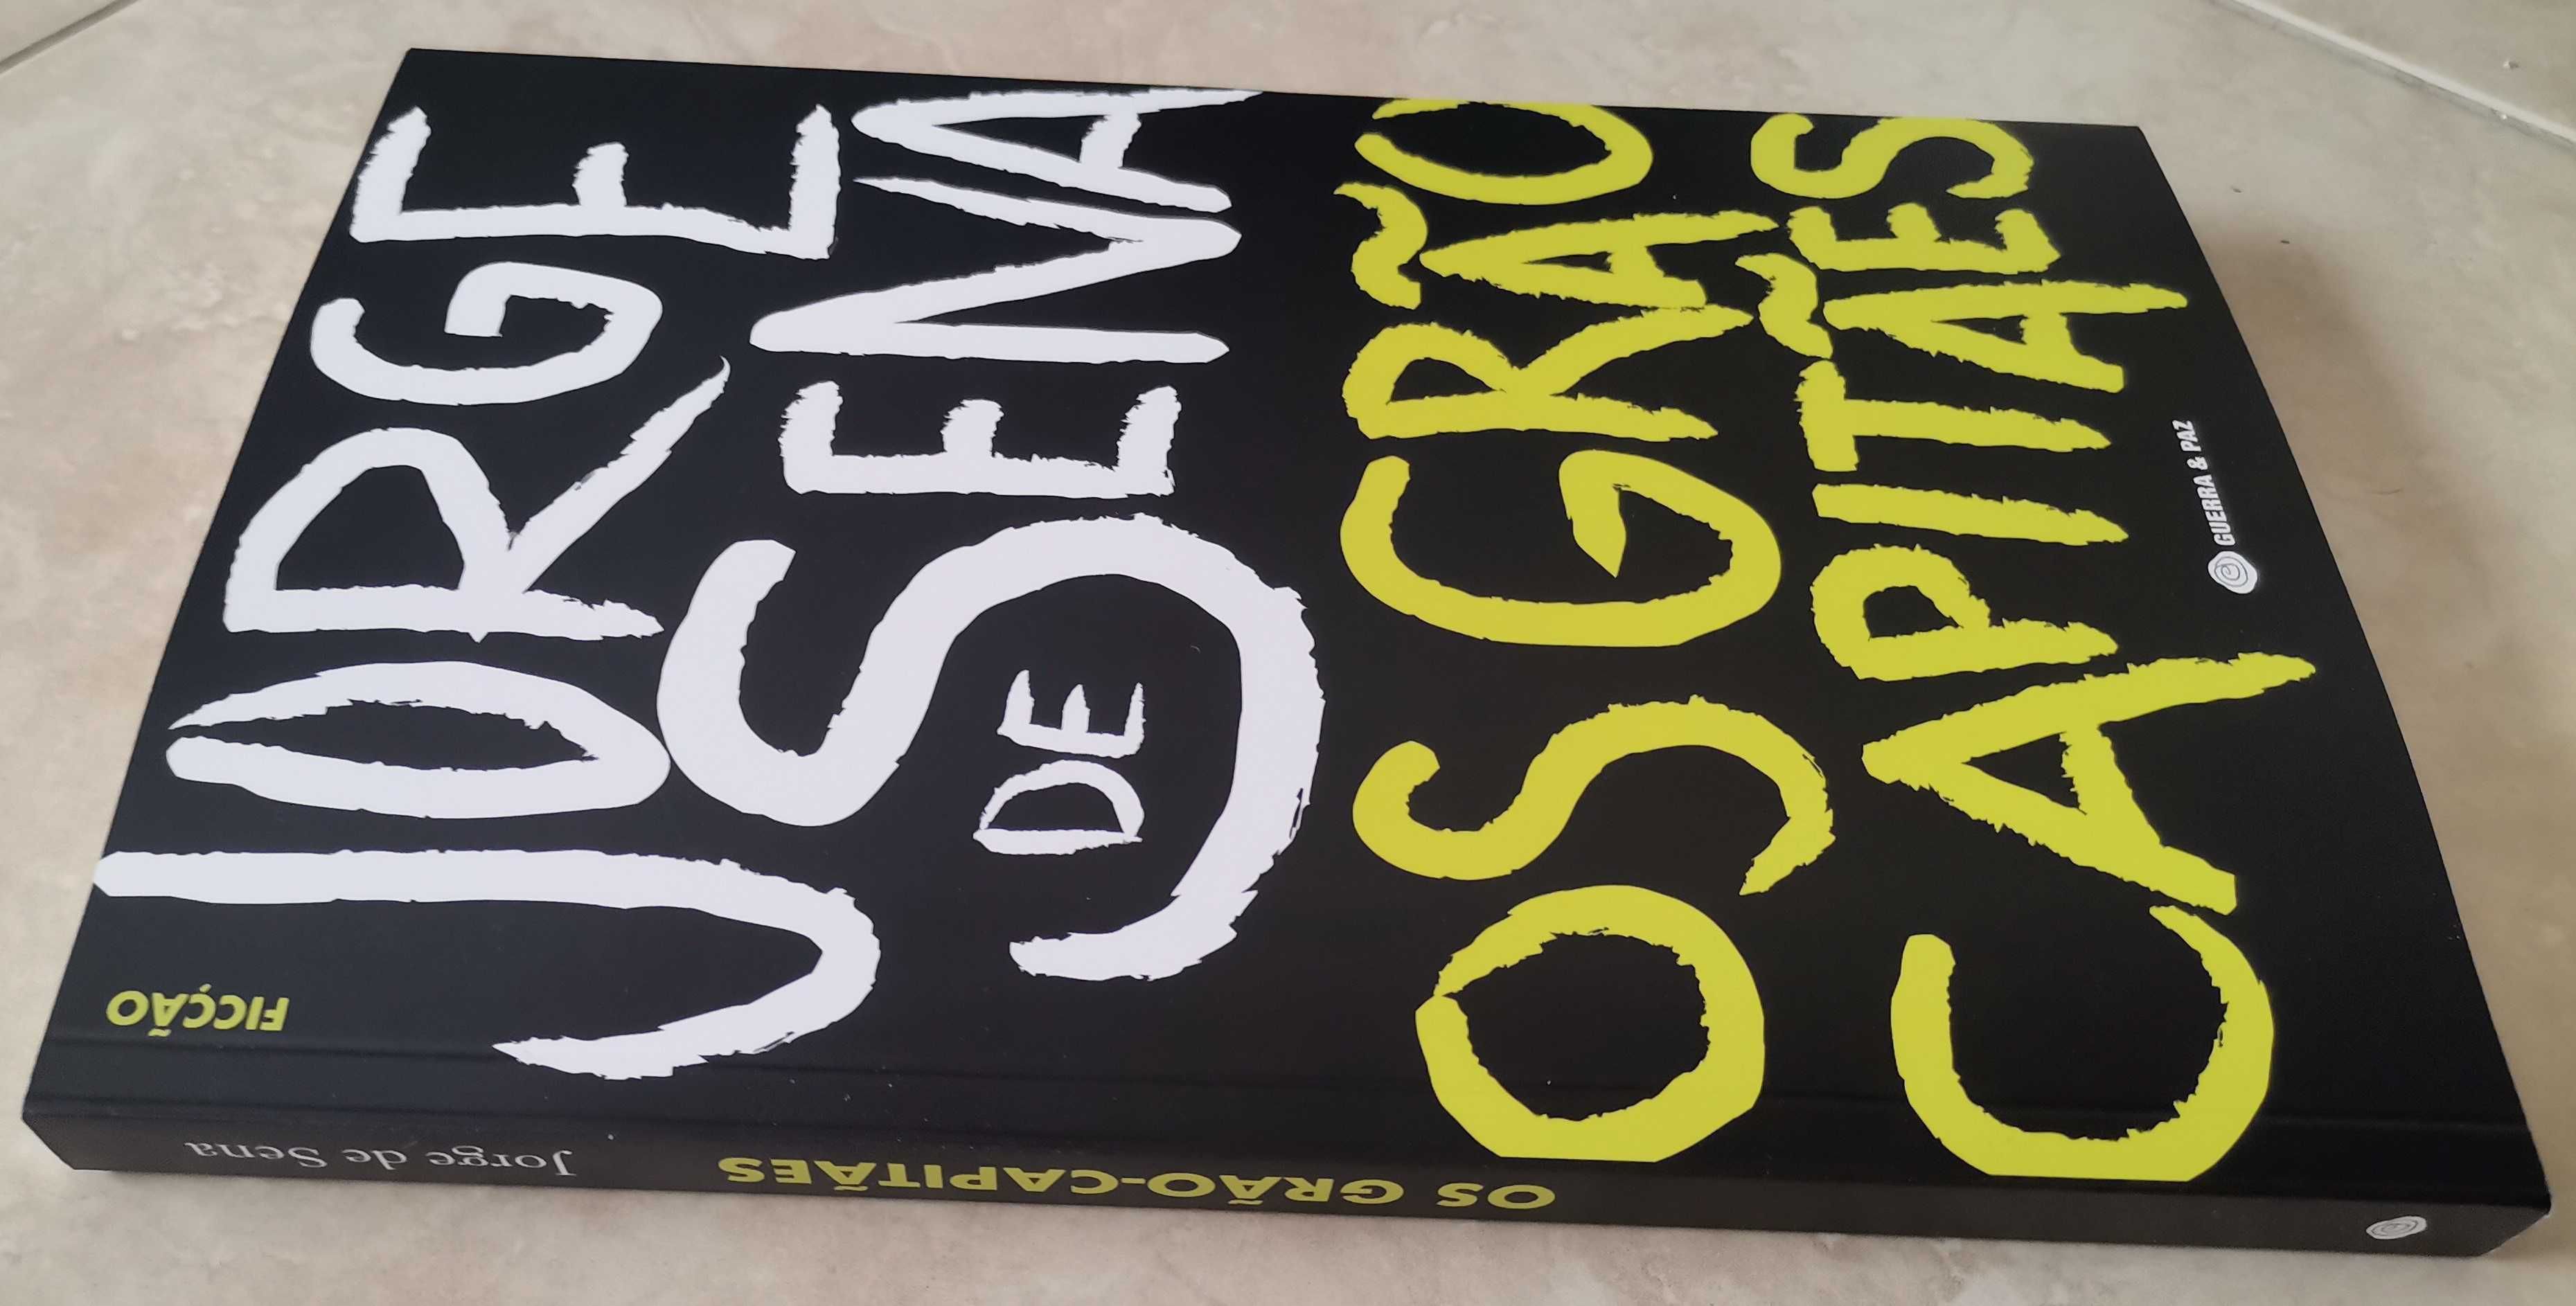 JORGE
DE SENA
OS GRÃO
CAPITÃES
GUERRA & PAZ
FICÇÃO
Jorge de Sena
OS GRÃO-CAPITÃES